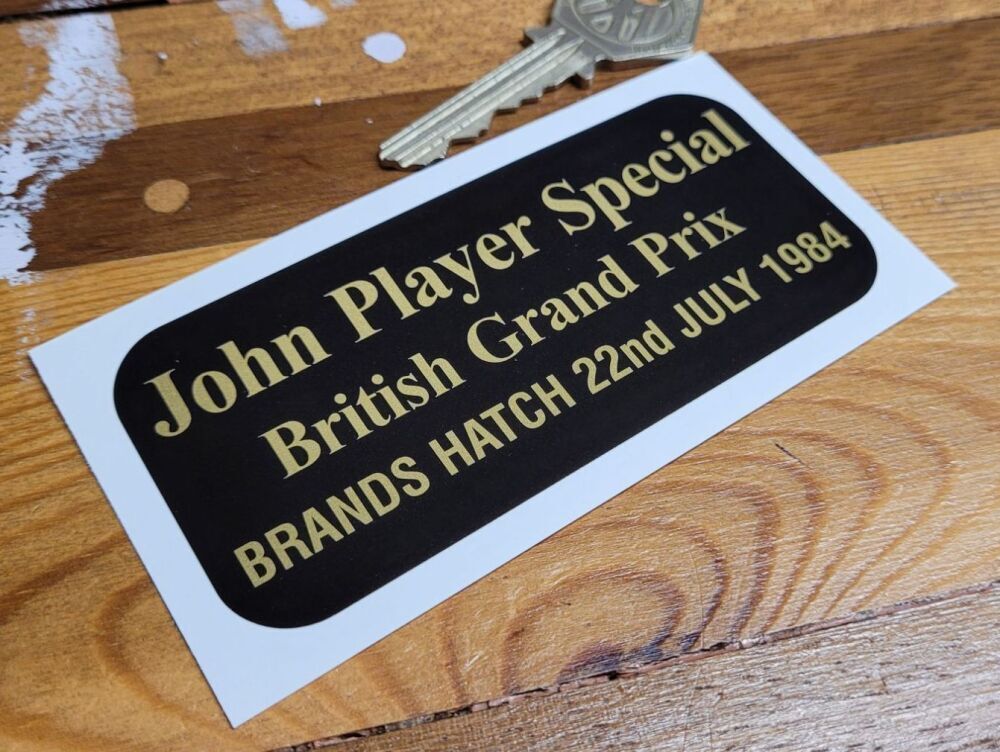 John Player Special
British Grand Prix
BRANDS HATCH 22nd JULY 1984